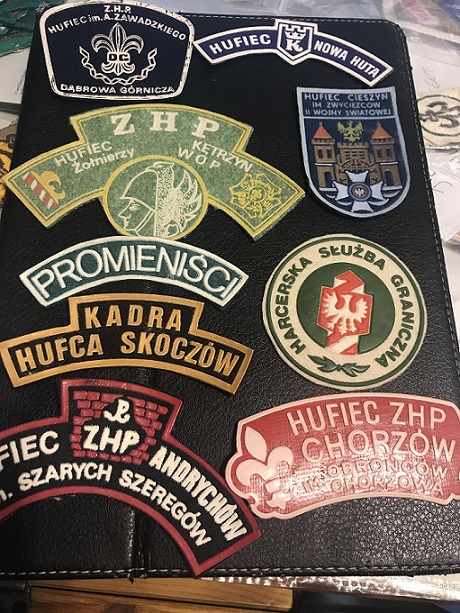 Z.H.P.
HUFIEC im. A. ZAWADZKIEGO
DĄBROWA GÓRNICZA
HUFIEC K NOWA HUTA
HUFIEC CIESZYN
IM ZWYCIĘZCÓW
II WOJNY ŚWIATOWEJ
ZHP
HUFIEC KĘTRZYN
Żołnierzy WOP
PROMIENIŚCI
HARCERSKA SŁUŻBA GRANICZNA
KADRA
HUFCA SKOCZÓW
FIEC ZHP ANDRYCHÓW
SZARYCH SZEREGÓW
HUFIEC ZHP
CHORZÓW
OBROŃCÓW
CHORZOWA